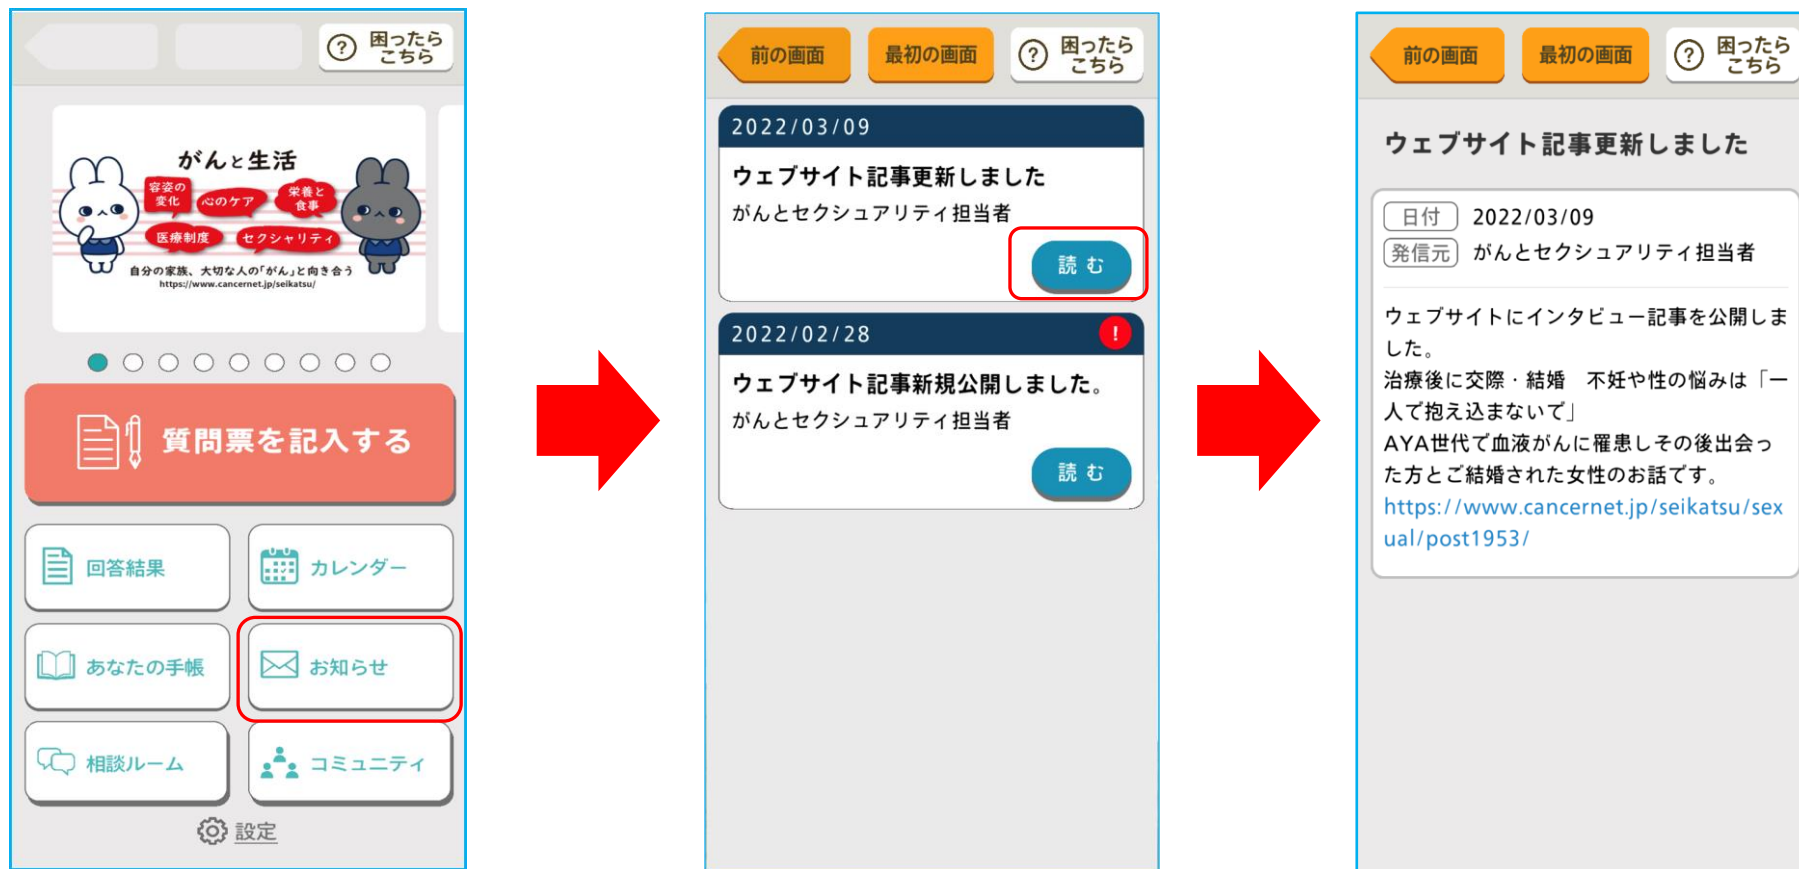 ? 困ったら
こちら
がんと生活
容姿の
変化
心のケア
栄養と
食事
医療制度
セクシャリティ
自分の家族、大切な人の「がん」と向き合う
https://www.cancernet.jp/seikatsu/
質問票を記入する
回答結果
カレンダー
あなたの手帳
お知らせ
相談ルーム
コミュニティ
設定
前の画面
最初の画面
? 困ったら
こちら
2022/03/09
ウェブサイト記事更新しました
がんとセクシュアリティ担当者
読む
2022/02/28
!
ウェブサイト記事新規公開しました。
がんとセクシュアリティ担当者
読む
前の画面
最初の画面
? 困ったら
こちら
ウェブサイト記事更新しました
日付 2022/03/09
発信元 がんとセクシュアリティ担当者
ウェブサイトにインタビュー記事を公開しま
した。
治療後に交際・結婚　不妊や性の悩みは「一
人で抱え込まないで」
AYA世代で血液がんに罹患しその後出会っ
た方とご結婚された女性のお話です。
https://www.cancernet.jp/seikatsu/sex
ual/post1953/